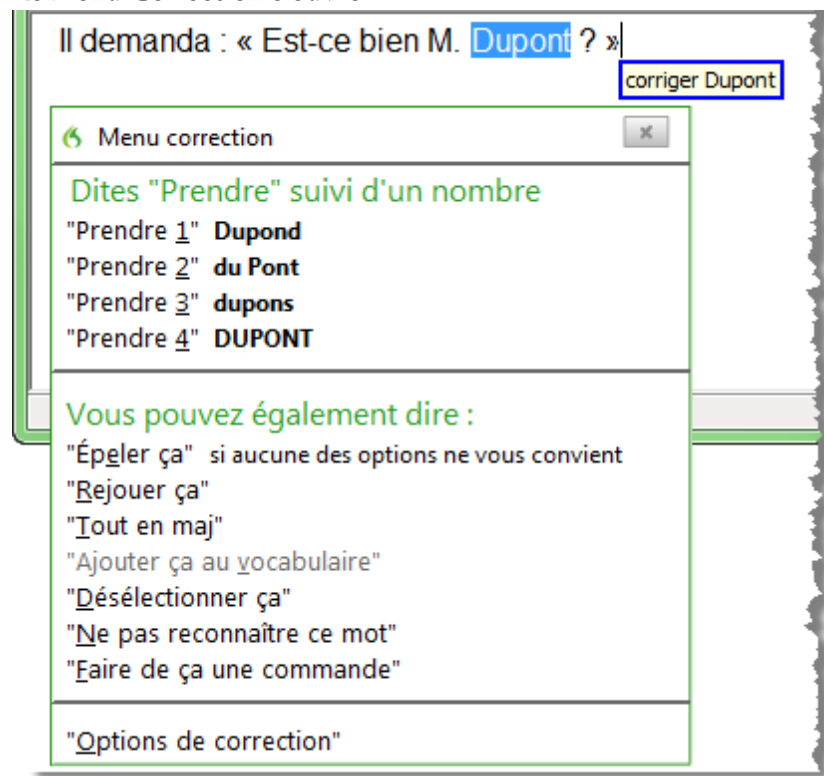 Il demanda : « Est-ce bien M. Dupont ? »
corriger Dupont
Menu correction
Dites "Prendre" suivi d'un nombre
"Prendre 1" Dupond
"Prendre 2" du Pont
"Prendre 3" dupons
"Prendre 4" DUPONT
Vous pouvez également dire :
"Épeler ça" si aucune des options ne vous convient
"Rejouer ça"
"Tout en maj"
"Ajouter ça au vocabulaire"
"Désélectionner ça"
"Ne pas reconnaître ce mot"
"Faire de ça une commande"
"Options de correction"